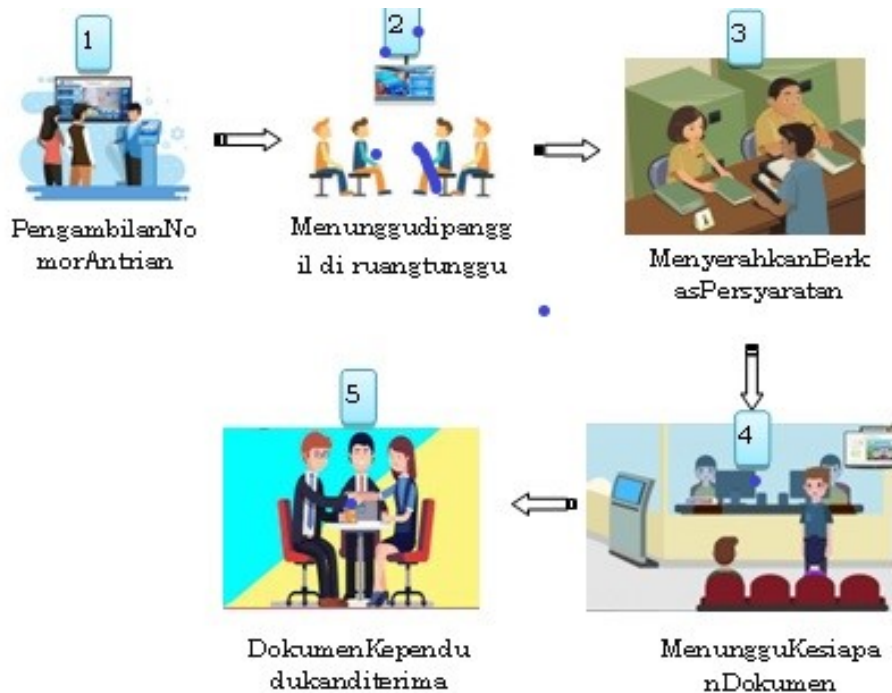 1
PengambilanNo
morAntrian
2
Menunggudipangg
il di ruangtunggu
3
MenyerahkanBerk
asPersyaratan
4
MenungguKesiapa
nDokumen
5
DokumenKependu
dukanditerima